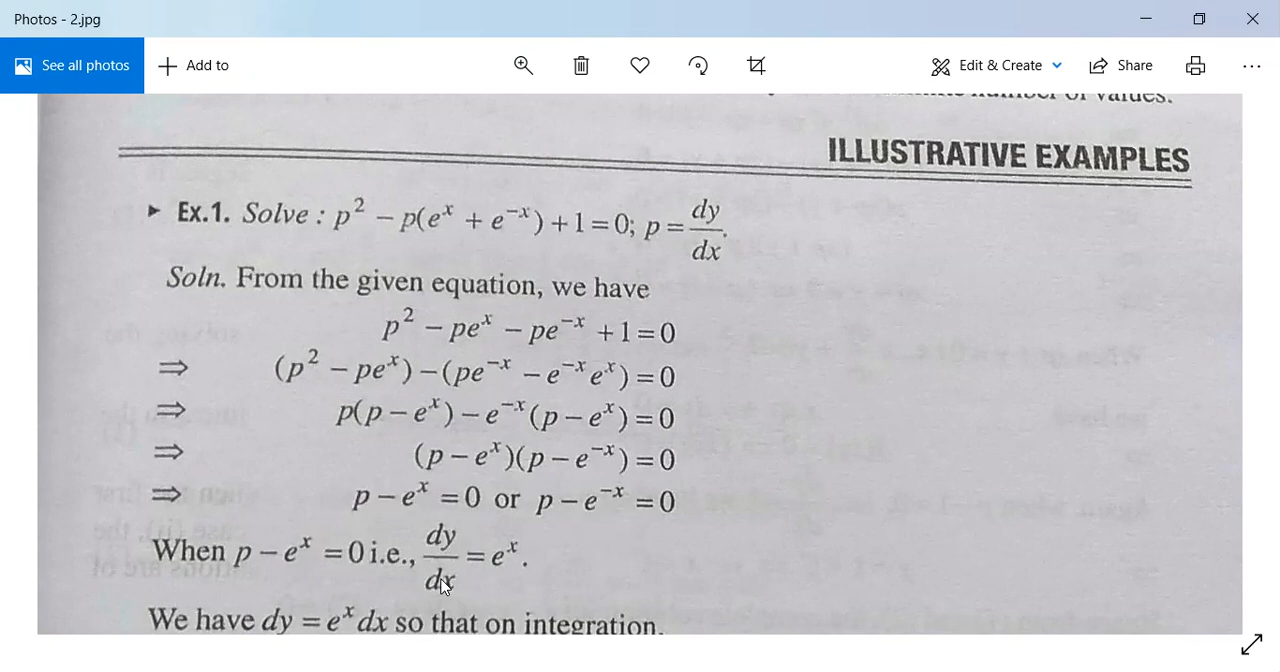 Photos - 2.jpg
See all photos
Add to
Edit & Create
Share
of values.
ILLUSTRATIVE EXAMPLES
▸ Ex.1. Solve : p² − p(eˣ + e⁻ˣ) + 1 = 0; p = dy/dx.
Soln. From the given equation, we have
p² − peˣ − pe⁻ˣ + 1 = 0
⇒ (p² − peˣ) − (pe⁻ˣ − e⁻ˣeˣ) = 0
⇒ p(p − eˣ) − e⁻ˣ(p − eˣ) = 0
⇒ (p − eˣ)(p − e⁻ˣ) = 0
⇒ p − eˣ = 0 or p − e⁻ˣ = 0
When p − eˣ = 0 i.e., dy/dx = eˣ.
We have dy = eˣ dx so that on integration,